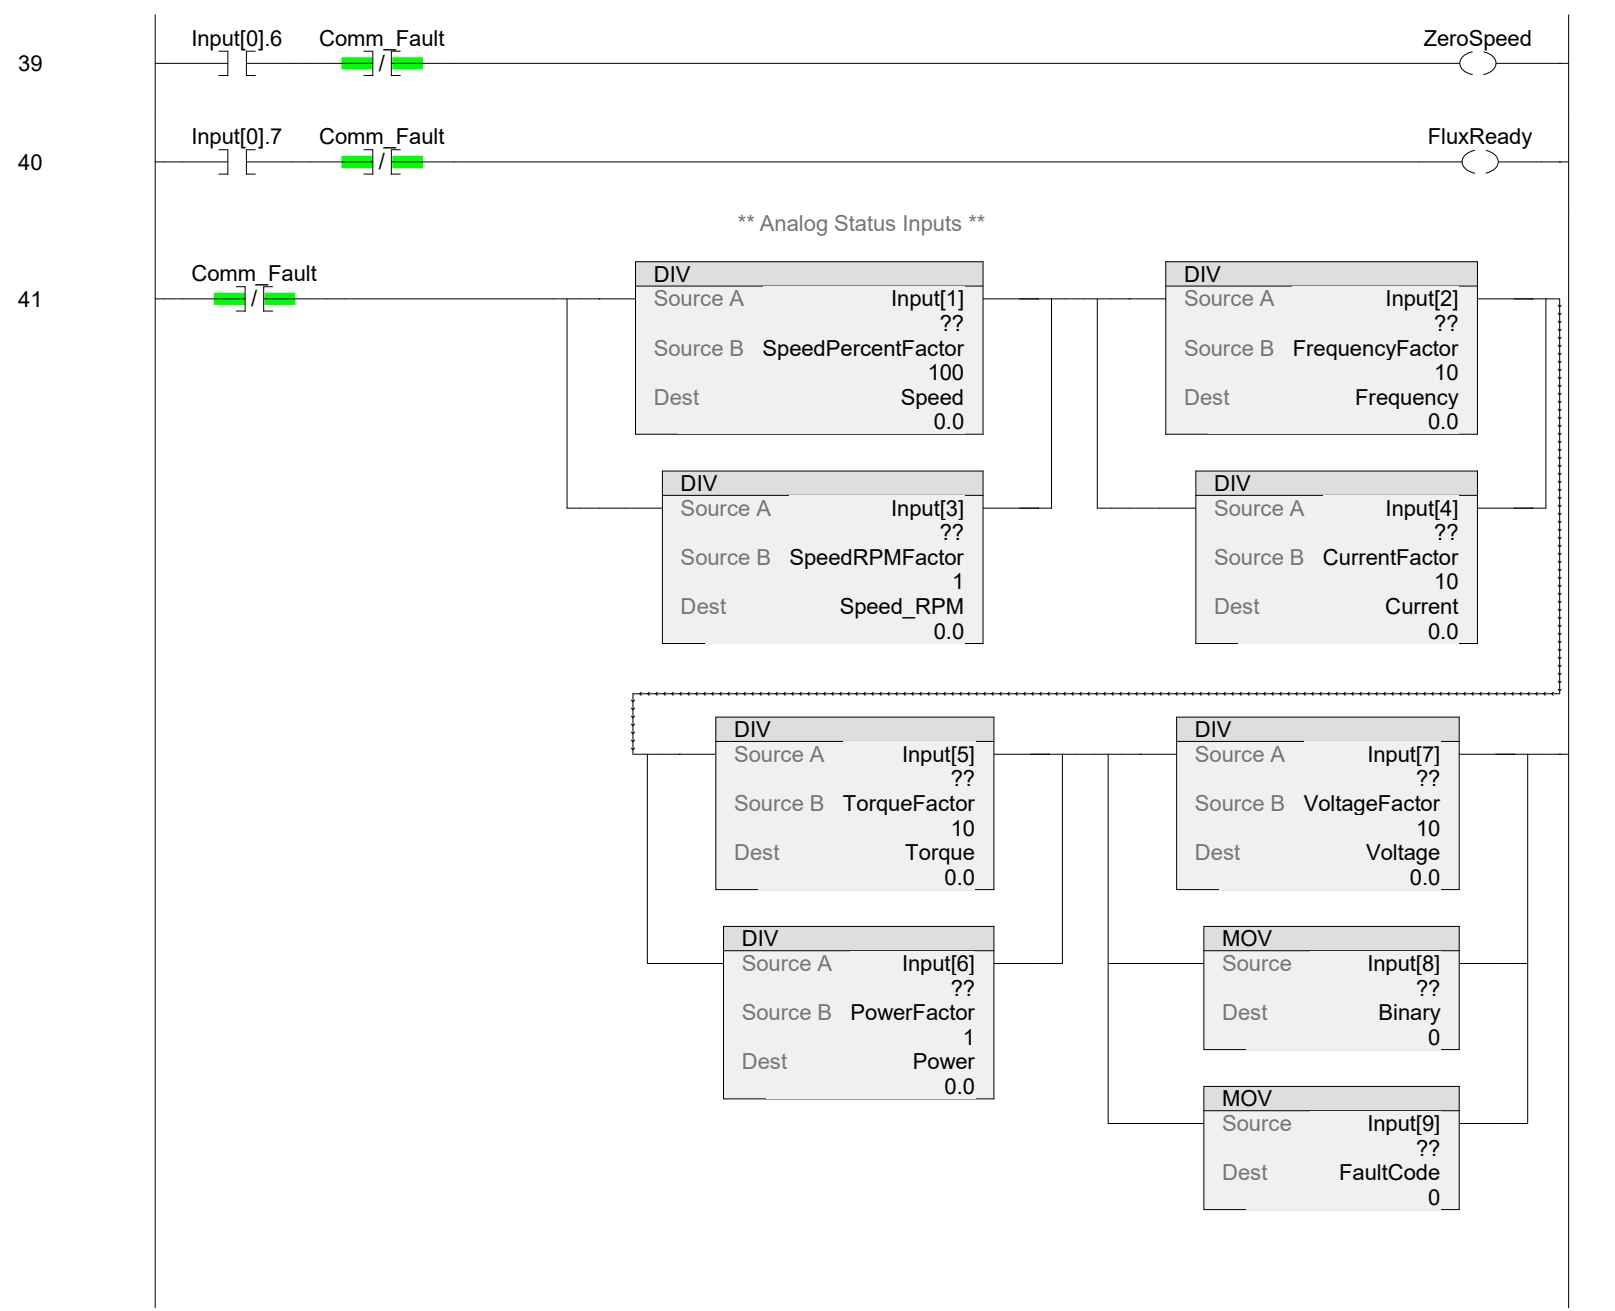 Input[0].6 Comm_Fault ZeroSpeed
39 /
Input[0].7 Comm_Fault FluxReady
40 /
** Analog Status Inputs **
Comm_Fault
41 /
DIV
Source A Input[1]
??
Source B SpeedPercentFactor
100
Dest Speed
0.0
DIV
Source A Input[2]
??
Source B FrequencyFactor
10
Dest Frequency
0.0
DIV
Source A Input[3]
??
Source B SpeedRPMFactor
1
Dest Speed_RPM
0.0
DIV
Source A Input[4]
??
Source B CurrentFactor
10
Dest Current
0.0
DIV
Source A Input[5]
??
Source B TorqueFactor
10
Dest Torque
0.0
DIV
Source A Input[7]
??
Source B VoltageFactor
10
Dest Voltage
0.0
DIV
Source A Input[6]
??
Source B PowerFactor
1
Dest Power
0.0
MOV
Source Input[8]
??
Dest Binary
0
MOV
Source Input[9]
??
Dest FaultCode
0